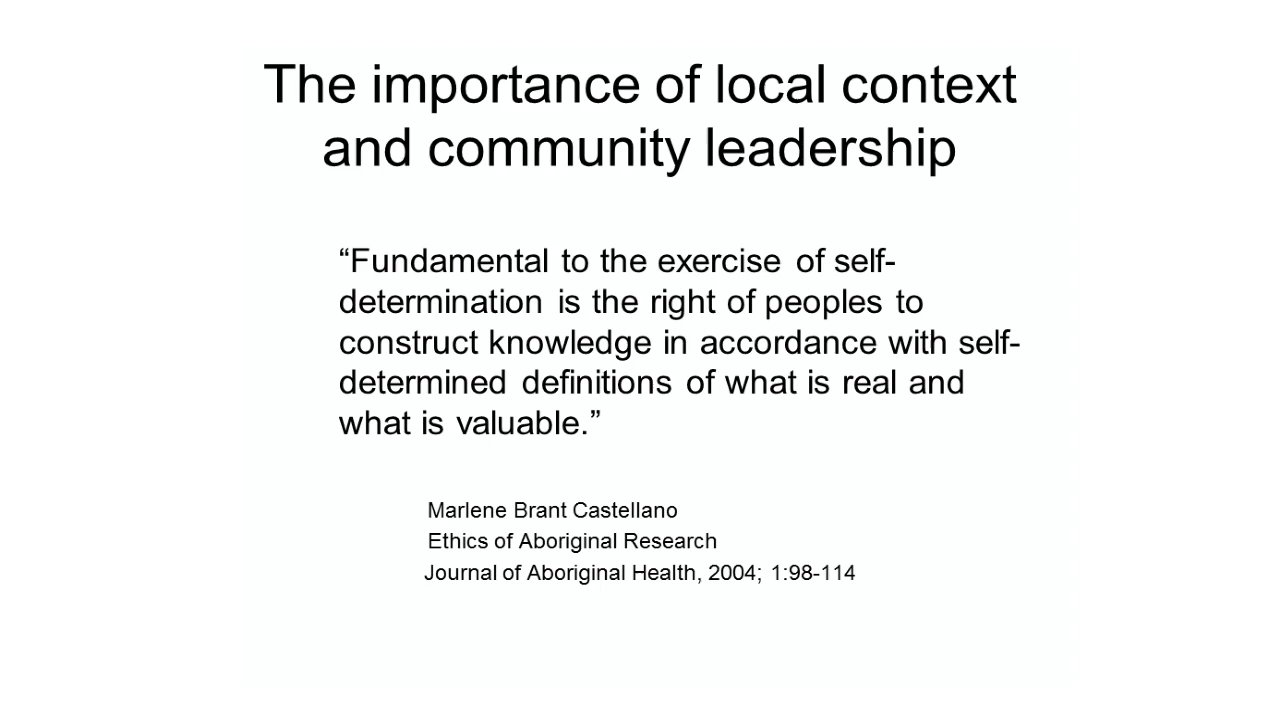 The importance of local context
and community leadership
“Fundamental to the exercise of self-
determination is the right of peoples to
construct knowledge in accordance with self-
determined definitions of what is real and
what is valuable.”
Marlene Brant Castellano
Ethics of Aboriginal Research
Journal of Aboriginal Health, 2004; 1:98-114